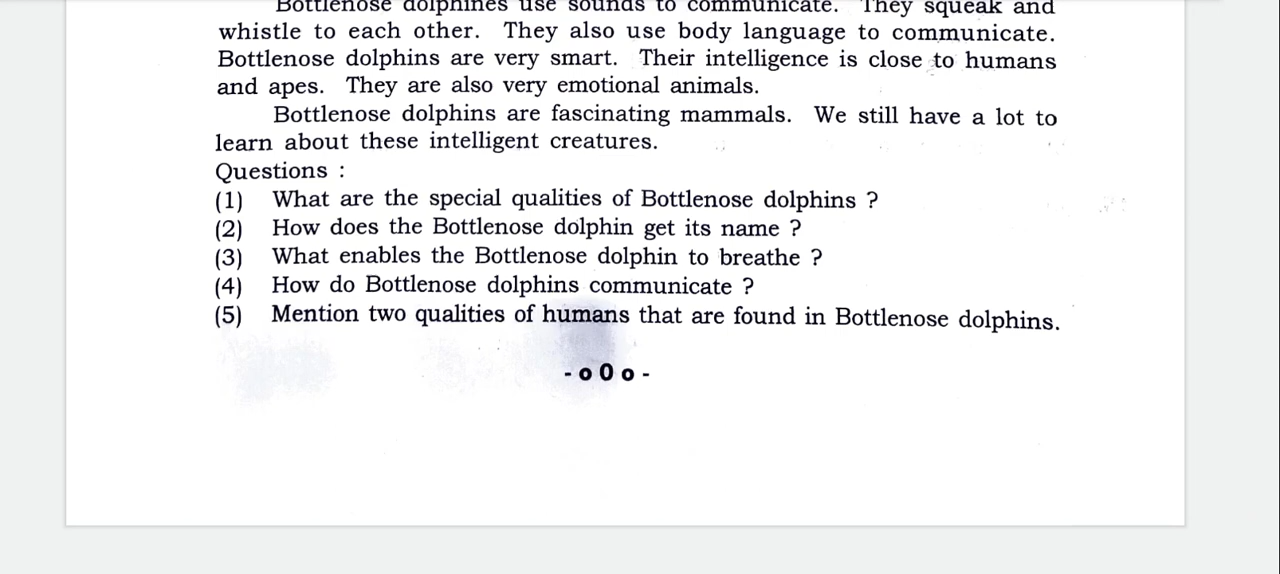 Bottlenose dolphines use sounds to communicate. They squeak and
whistle to each other. They also use body language to communicate.
Bottlenose dolphins are very smart. Their intelligence is close to humans
and apes. They are also very emotional animals.
Bottlenose dolphins are fascinating mammals. We still have a lot to
learn about these intelligent creatures.
Questions :
(1) What are the special qualities of Bottlenose dolphins ?
(2) How does the Bottlenose dolphin get its name ?
(3) What enables the Bottlenose dolphin to breathe ?
(4) How do Bottlenose dolphins communicate ?
(5) Mention two qualities of humans that are found in Bottlenose dolphins.
- o 0 o -